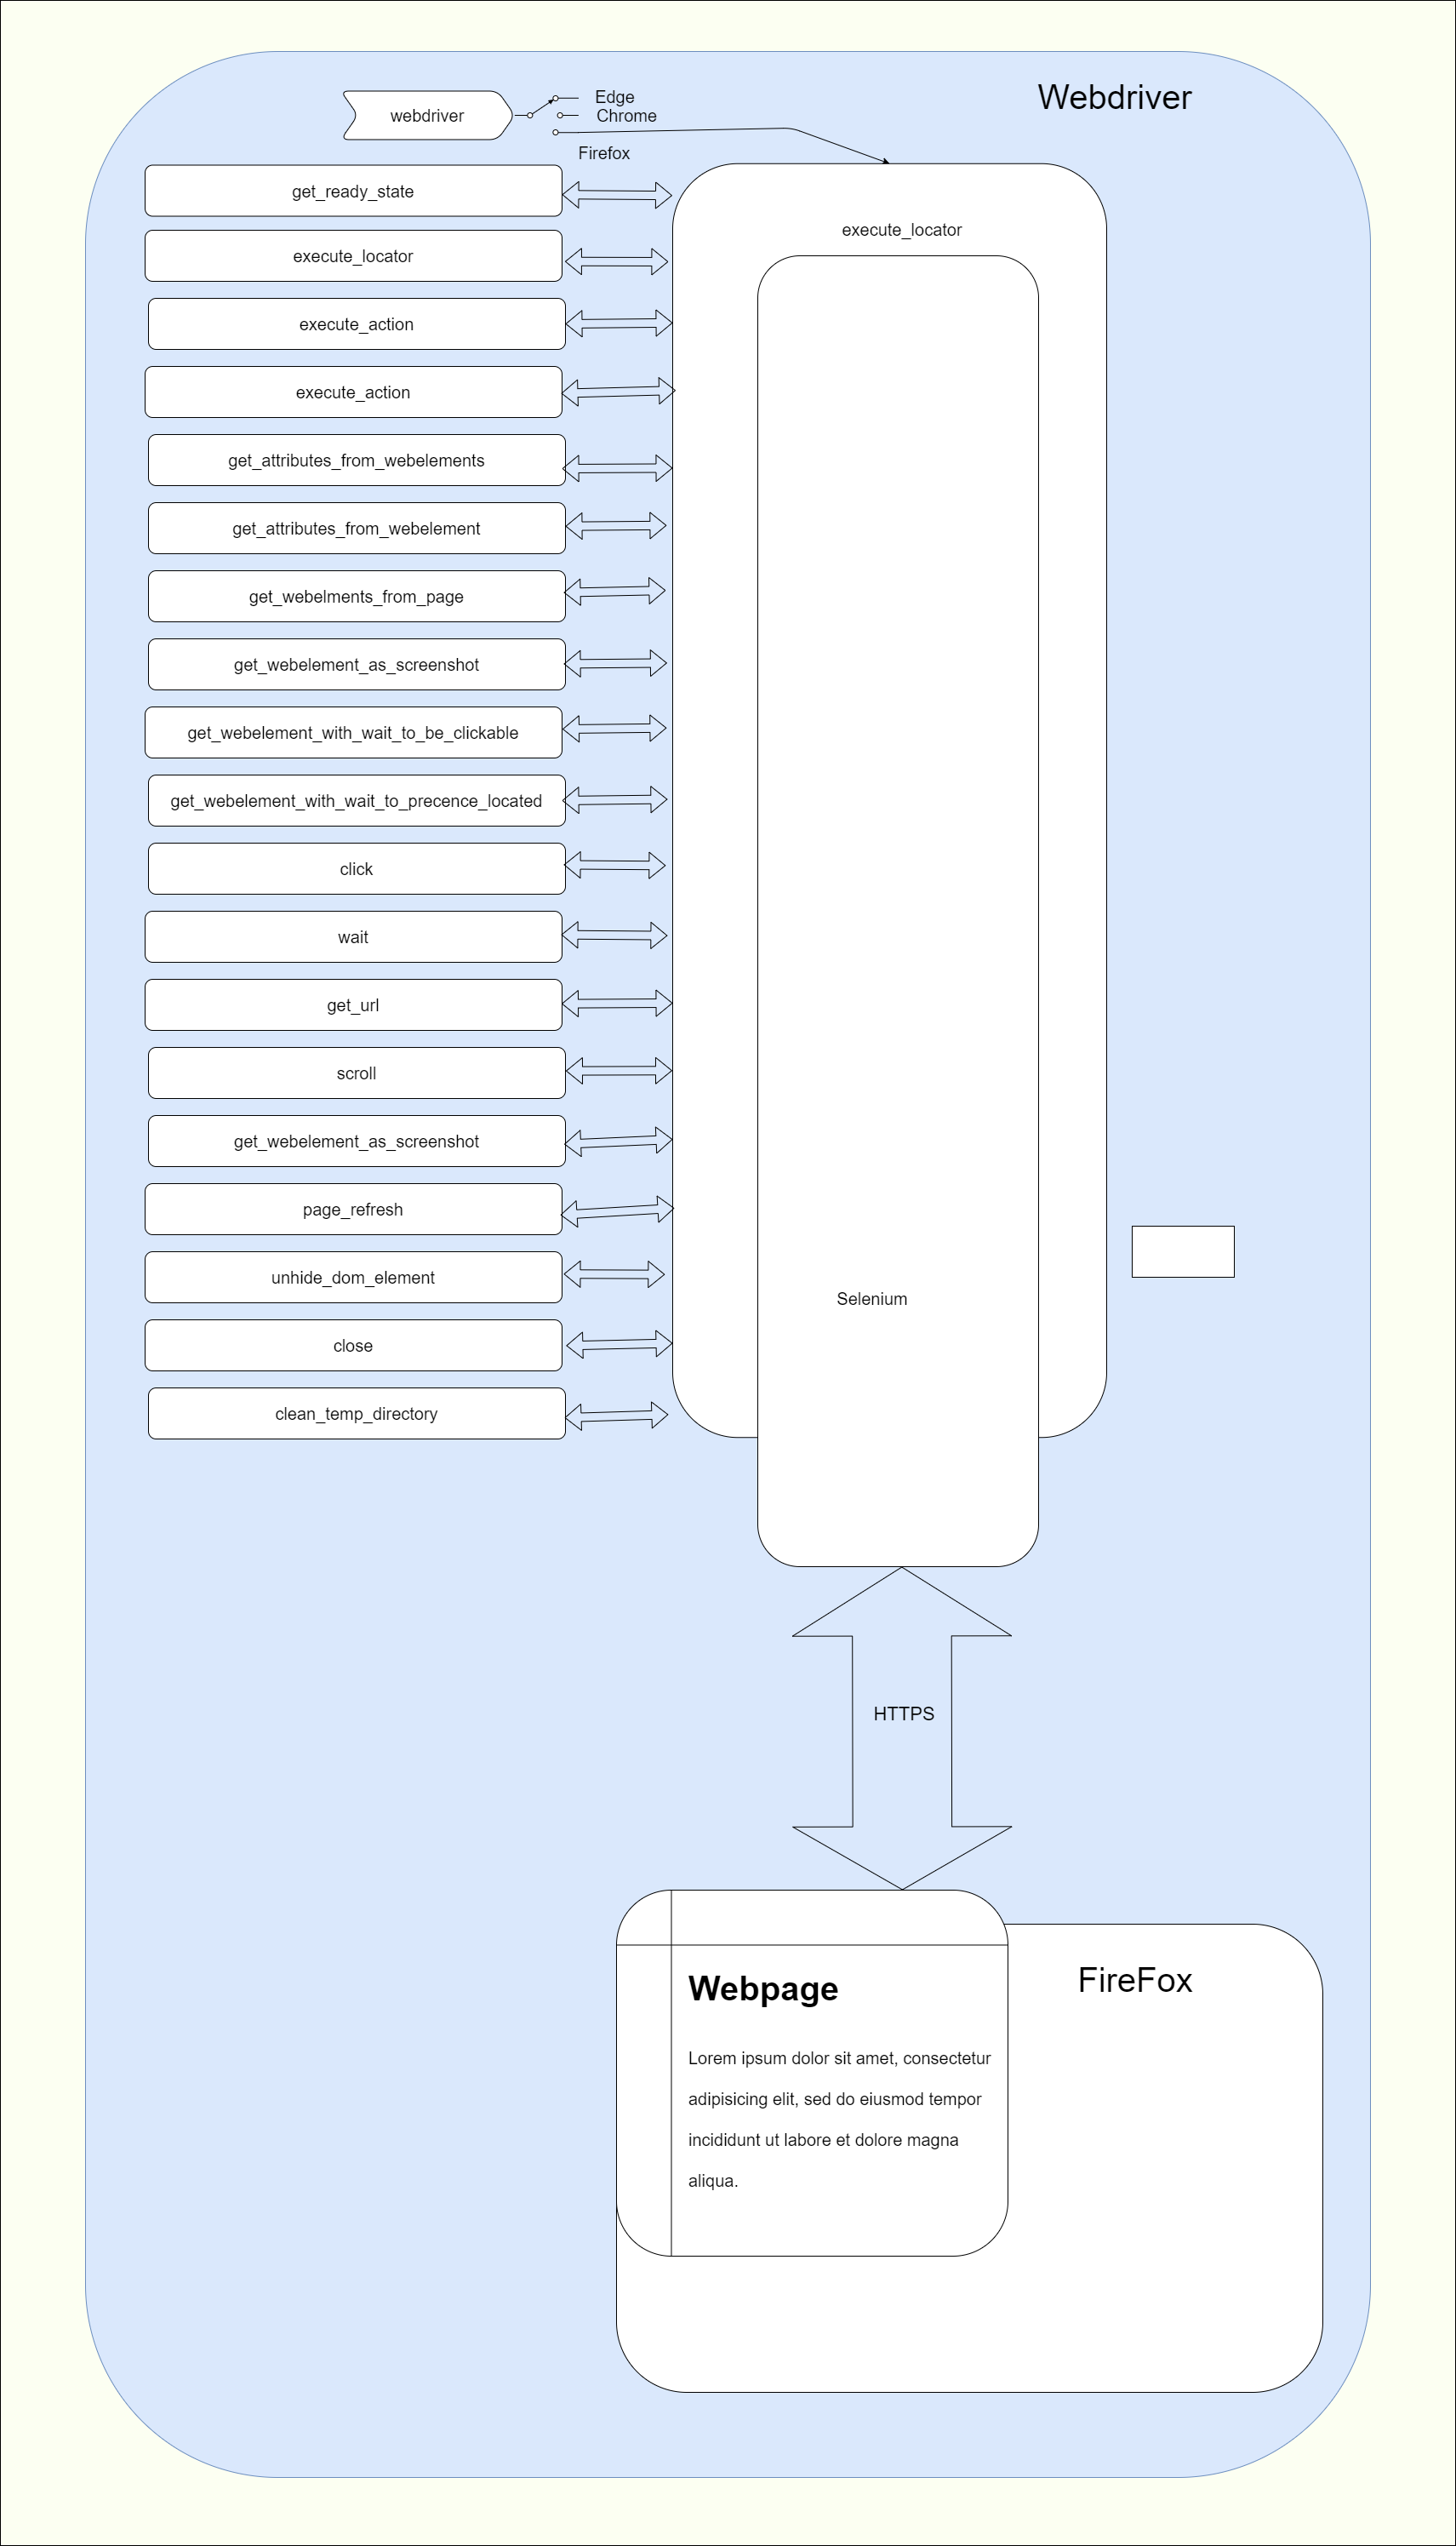 Webdriver
webdriver
Edge
Chrome
Firefox
get_ready_state
execute_locator
execute_locator
execute_action
execute_action
get_attributes_from_webelements
get_attributes_from_webelement
get_webelments_from_page
get_webelement_as_screenshot
get_webelement_with_wait_to_be_clickable
get_webelement_with_wait_to_precence_located
click
wait
get_url
scroll
get_webelement_as_screenshot
page_refresh
unhide_dom_element
Selenium
close
clean_temp_directory
HTTPS
FireFox
Webpage
Lorem ipsum dolor sit amet, consectetur
adipisicing elit, sed do eiusmod tempor
incididunt ut labore et dolore magna
aliqua.